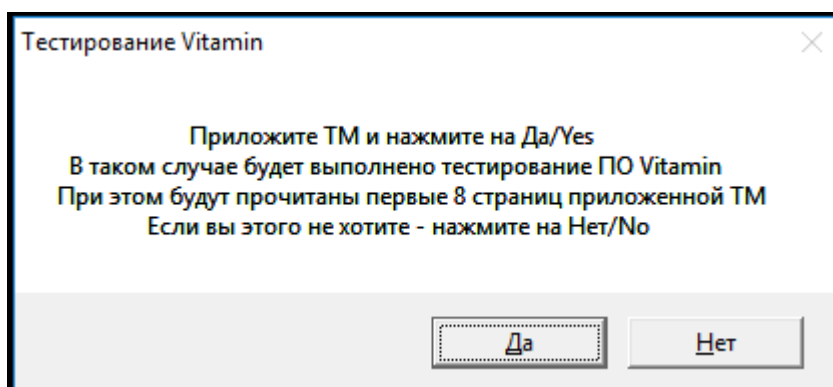 Тестирование Vitamin
Приложите ТМ и нажмите на Да/Yes
В таком случае будет выполнено тестирование ПО Vitamin
При этом будут прочитаны первые 8 страниц приложенной ТМ
Если вы этого не хотите - нажмите на Нет/No
Да
Нет